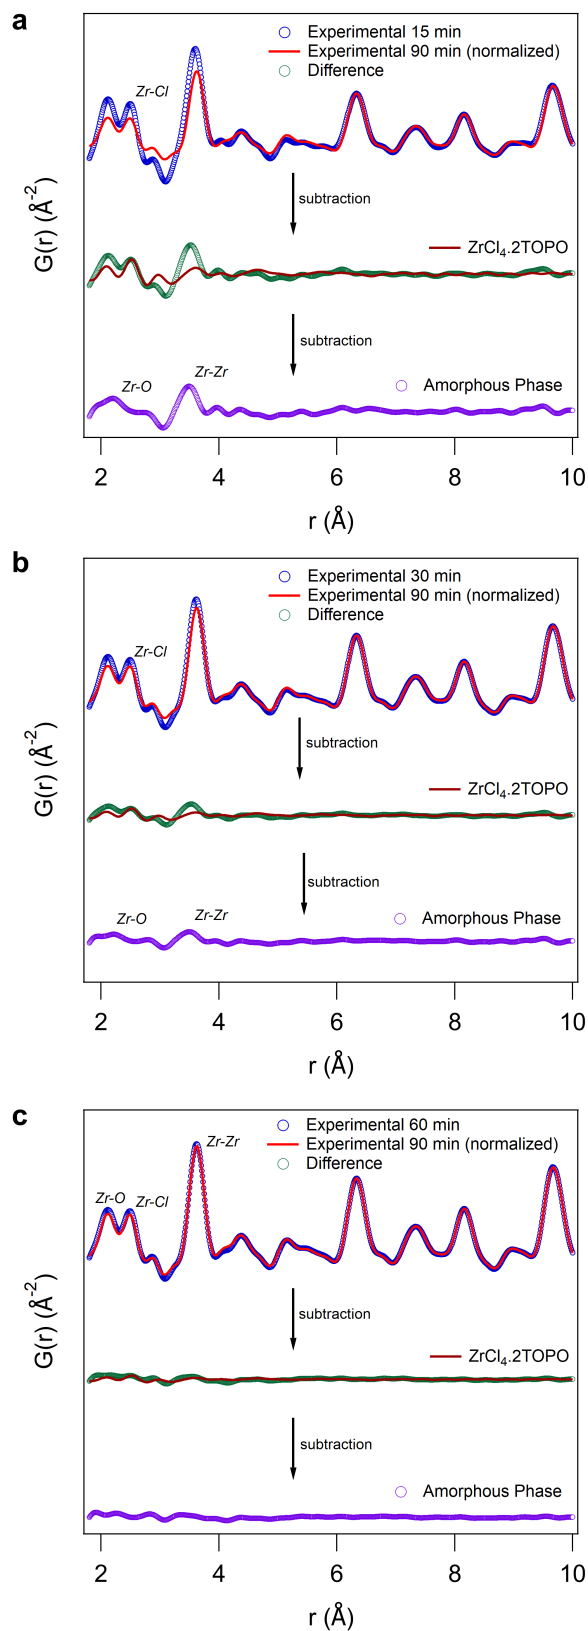 a
Experimental 15 min
Experimental 90 min (normalized)
Difference
Zr-Cl
subtraction
ZrCl4.2TOPO
subtraction
Zr-O
Zr-Zr
Amorphous Phase
G(r) (Å-2)
2 4 6 8 10
r (Å)
b
Experimental 30 min
Experimental 90 min (normalized)
Difference
Zr-Cl
subtraction
ZrCl4.2TOPO
subtraction
Zr-O
Zr-Zr
Amorphous Phase
G(r) (Å-2)
2 4 6 8 10
r (Å)
c
Experimental 60 min
Experimental 90 min (normalized)
Difference
Zr-Zr
Zr-O
Zr-Cl
subtraction
ZrCl4.2TOPO
subtraction
Amorphous Phase
G(r) (Å-2)
2 4 6 8 10
r (Å)